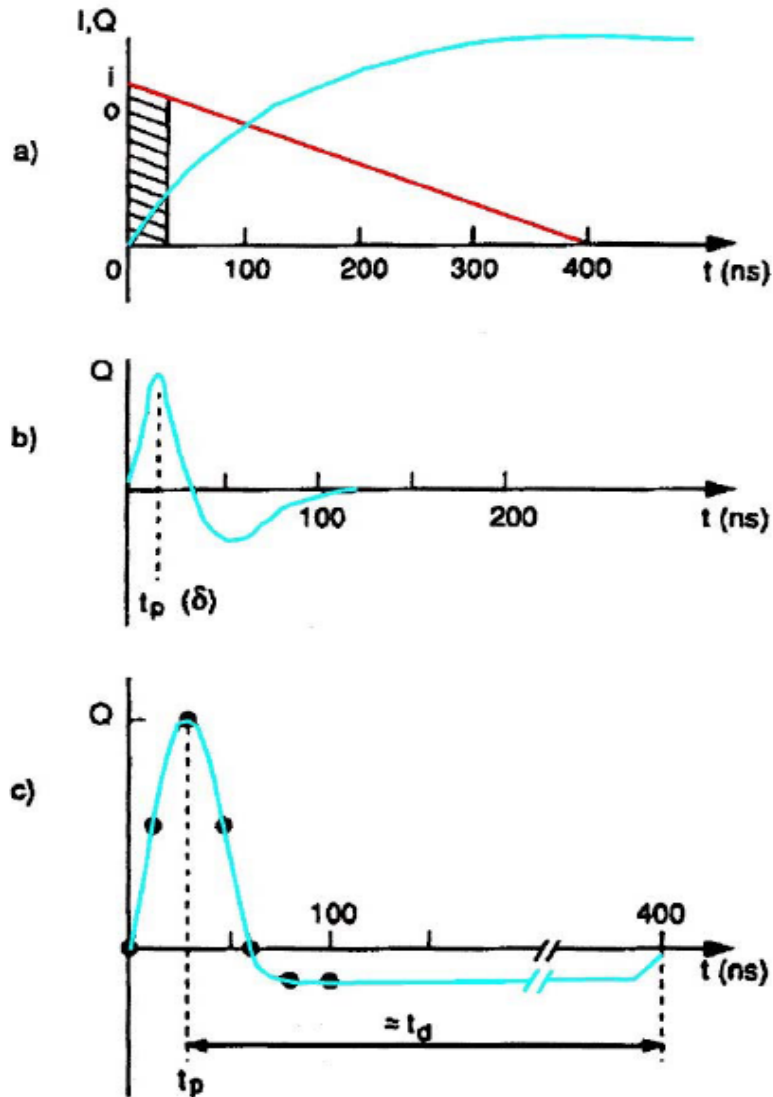 I,Q
i
o
a)
0 100 200 300 400 t (ns)
Q
b)
100 200 t (ns)
tp (δ)
Q
c)
100 400
t (ns)
≈ td
tp